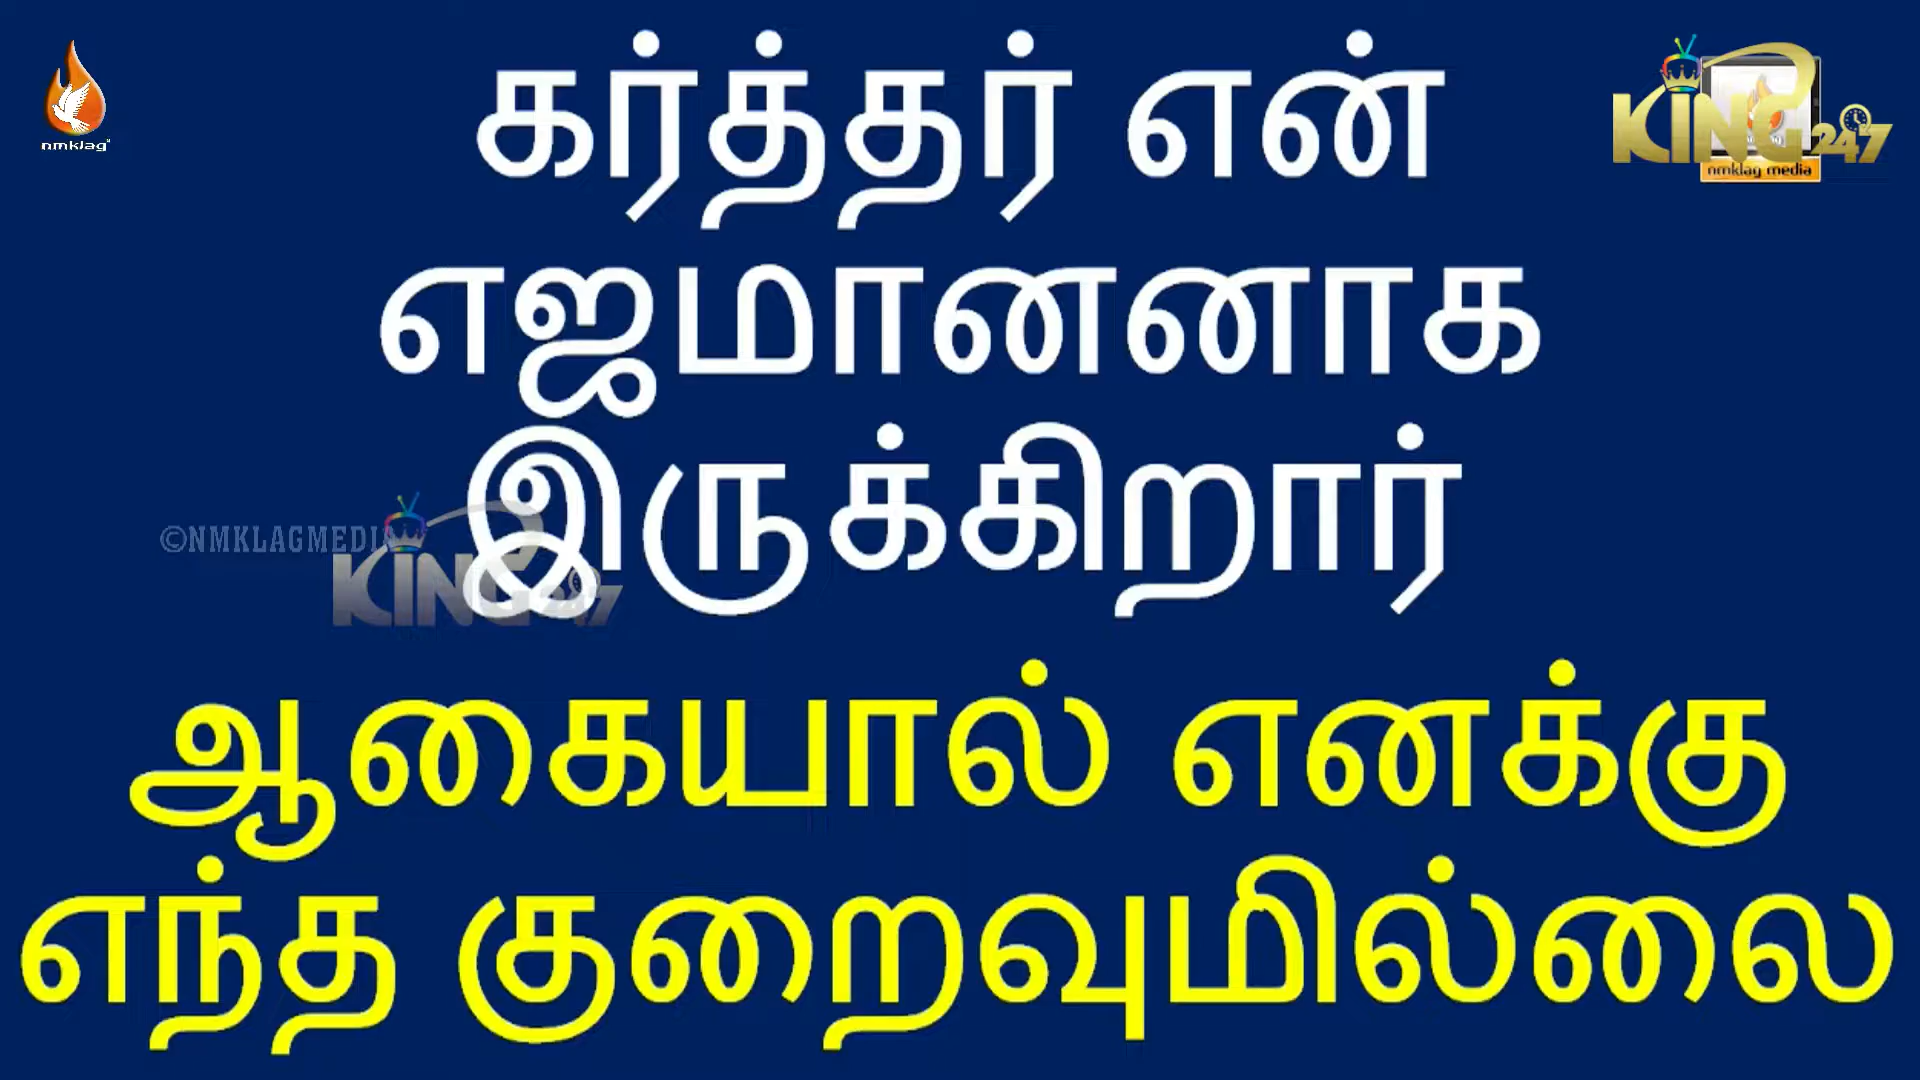 கர்த்தர் என்
எஜமானனாக
இருக்கிறார்
ஆகையால் எனக்கு
எந்த குறைவுமில்லை
nmklag
KING 247
nmklag media
©NMKLAGMEDIA
KING 247